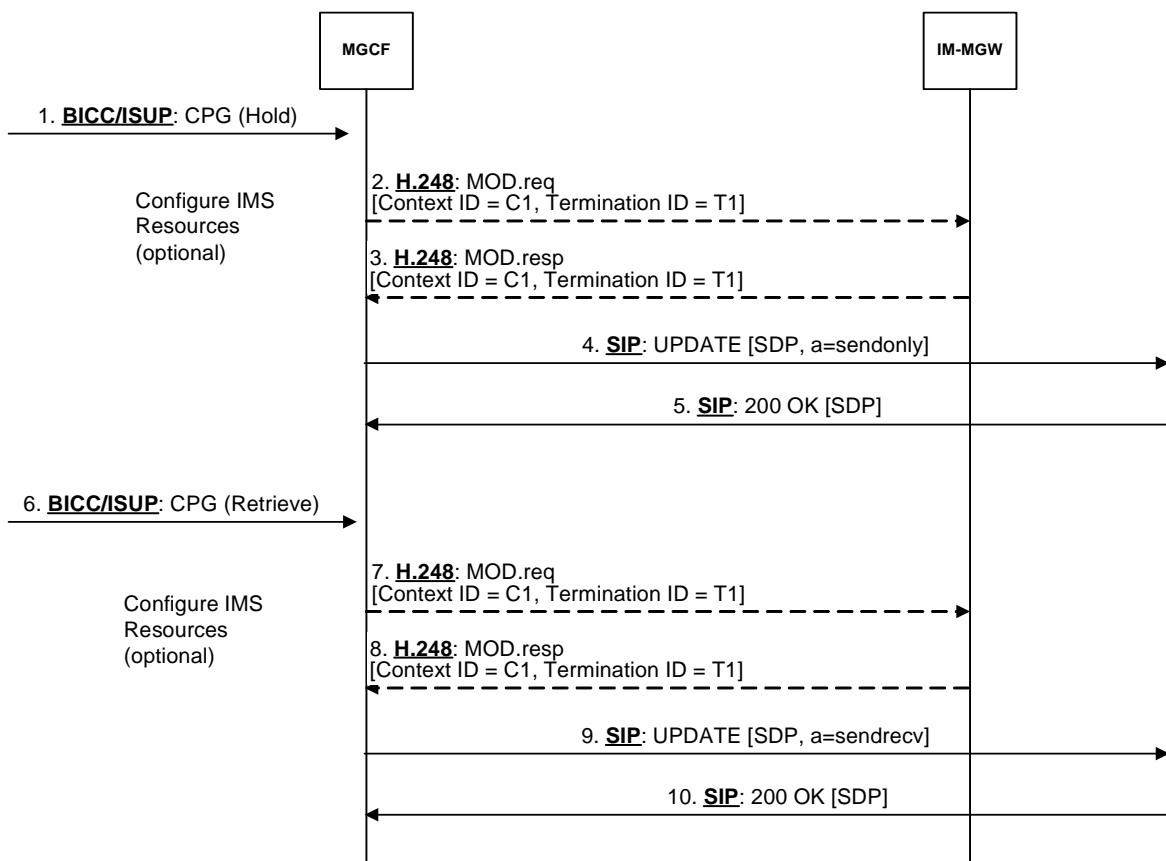 MGCF
IM-MGW
1. BICC/ISUP: CPG (Hold)
Configure IMS
Resources
(optional)
2. H.248: MOD.req
[Context ID = C1, Termination ID = T1]
3. H.248: MOD.resp
[Context ID = C1, Termination ID = T1]
4. SIP: UPDATE [SDP, a=sendonly]
5. SIP: 200 OK [SDP]
6. BICC/ISUP: CPG (Retrieve)
Configure IMS
Resources
(optional)
7. H.248: MOD.req
[Context ID = C1, Termination ID = T1]
8. H.248: MOD.resp
[Context ID = C1, Termination ID = T1]
9. SIP: UPDATE [SDP, a=sendrecv]
10. SIP: 200 OK [SDP]